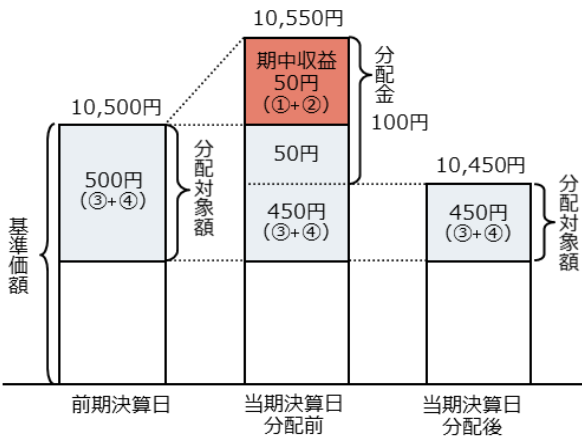 10,550円
期中収益
50円
(①+②)
分配金
100円
10,500円
500円
(③+④)
分配対象額
50円
450円
(③+④)
10,450円
450円
(③+④)
分配対象額
基準価額
前期決算日
当期決算日
分配前
当期決算日
分配後